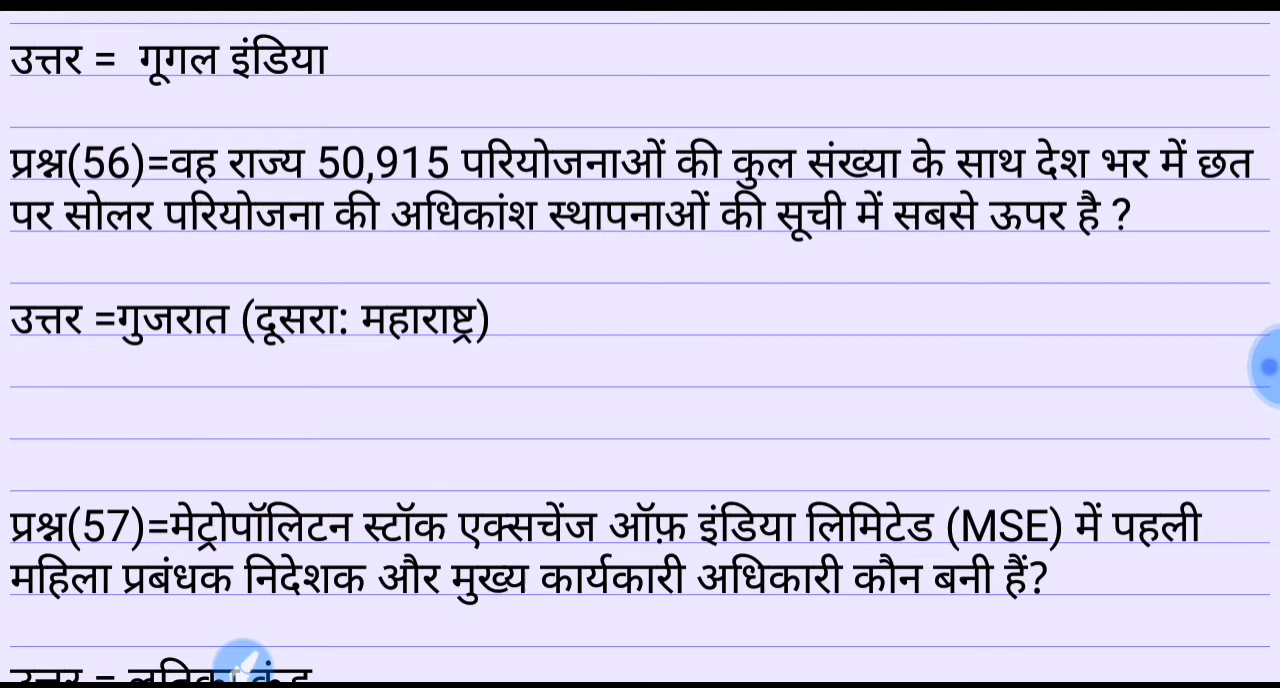 उत्तर = गूगल इंडिया
प्रश्न(56)=वह राज्य 50,915 परियोजनाओं की कुल संख्या के साथ देश भर में छत
पर सोलर परियोजना की अधिकांश स्थापनाओं की सूची में सबसे ऊपर है ?
उत्तर =गुजरात (दूसरा: महाराष्ट्र)
प्रश्न(57)=मेट्रोपॉलिटन स्टॉक एक्सचेंज ऑफ़ इंडिया लिमिटेड (MSE) में पहली
महिला प्रबंधक निदेशक और मुख्य कार्यकारी अधिकारी कौन बनी हैं?
उत्तर =